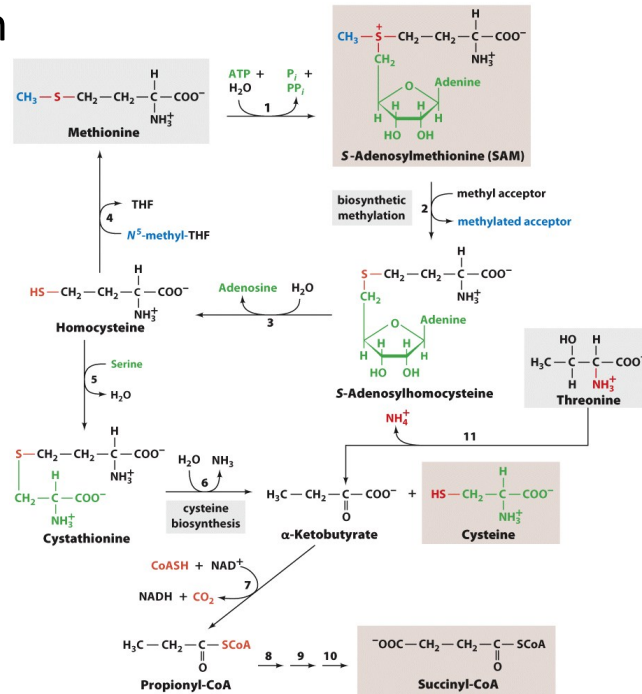 n
CH₃—S—CH₂—CH₂—C—COO⁻
H
NH₃⁺
Methionine
ATP + H₂O
Pᵢ + PPᵢ
1
H
CH₃—S⁺—CH₂—CH₂—C—COO⁻
CH₂ NH₃⁺
O Adenine
H H H H
HO OH
S-Adenosylmethionine (SAM)
biosynthetic
methylation
2
methyl acceptor
methylated acceptor
4
THF
N⁵-methyl-THF
H
HS—CH₂—CH₂—C—COO⁻
NH₃⁺
Homocysteine
Adenosine H₂O
3
H
S—CH₂—CH₂—C—COO⁻
CH₂ NH₃⁺
O Adenine
H H H H
HO OH
S-Adenosylhomocysteine
HO H
H₃C—C—C—COO⁻
H NH₃⁺
Threonine
5
Serine
H₂O
NH₄⁺
11
H
S—CH₂—CH₂—C—COO⁻
H NH₃⁺
CH₂—C—COO⁻
NH₃⁺
Cystathionine
H₂O NH₃
6
cysteine
biosynthesis
H₃C—CH₂—C—COO⁻
O
α-Ketobutyrate
+
H
HS—CH₂—C—COO⁻
NH₃⁺
Cysteine
CoASH + NAD⁺
7
NADH + CO₂
H₃C—CH₂—C—SCoA
O
Propionyl-CoA
8 9 10
⁻OOC—CH₂—CH₂—C—SCoA
O
Succinyl-CoA